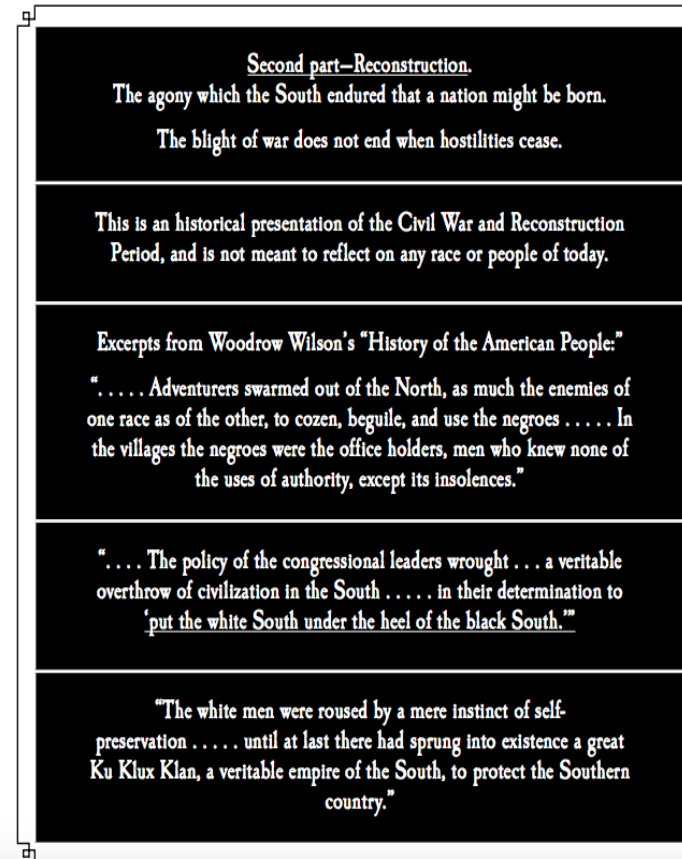 Second part—Reconstruction.
The agony which the South endured that a nation might be born.
The blight of war does not end when hostilities cease.
This is an historical presentation of the Civil War and Reconstruction
Period, and is not meant to reflect on any race or people of today.
Excerpts from Woodrow Wilson's “History of the American People:”
“. . . . . Adventurers swarmed out of the North, as much the enemies of
one race as of the other, to cozen, beguile, and use the negroes . . . . . In
the villages the negroes were the office holders, men who knew none of
the uses of authority, except its insolences.”
“. . . . The policy of the congressional leaders wrought . . . a veritable
overthrow of civilization in the South . . . . . in their determination to
‘put the white South under the heel of the black South.’”
“The white men were roused by a mere instinct of self-
preservation . . . . . until at last there had sprung into existence a great
Ku Klux Klan, a veritable empire of the South, to protect the Southern
country.”